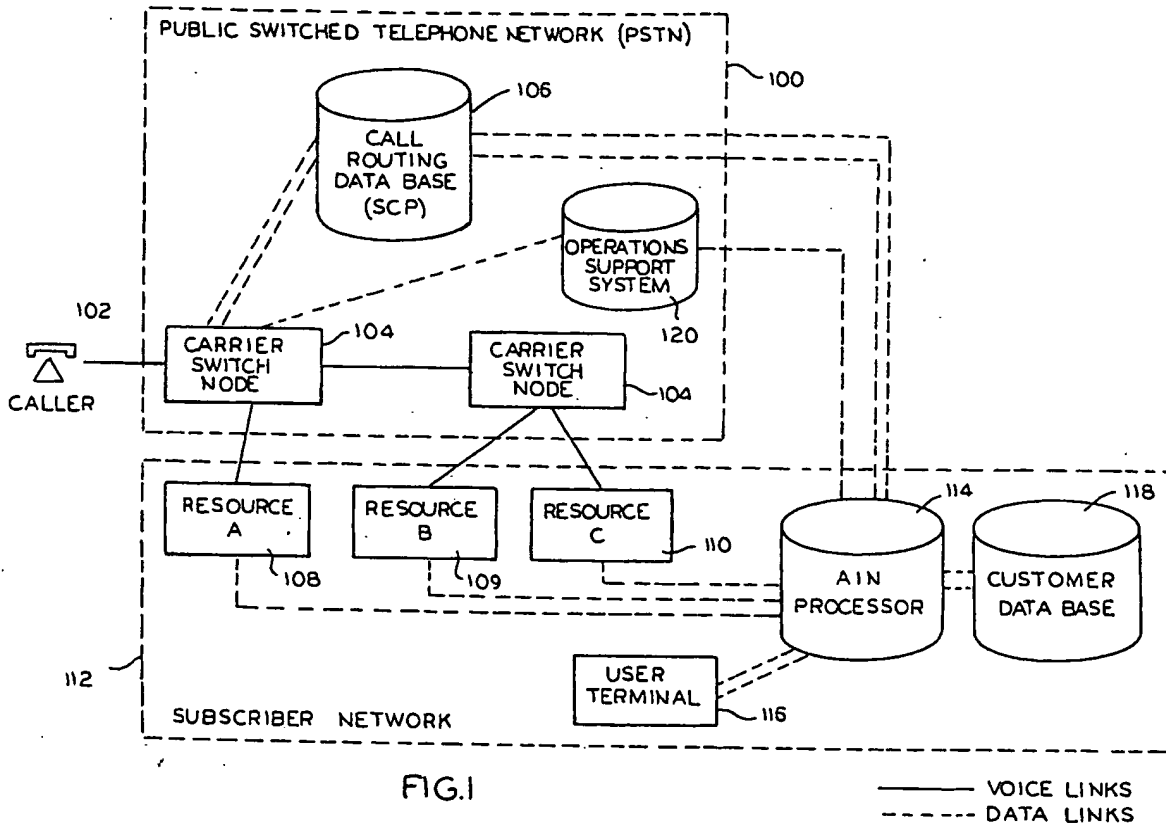 PUBLIC SWITCHED TELEPHONE NETWORK (PSTN)
100
106
CALL
ROUTING
DATA BASE
(SCP)
OPERATIONS
SUPPORT
SYSTEM
120
102
CALLER
104
CARRIER
SWITCH
NODE
CARRIER
SWITCH
NODE
104
RESOURCE
A
108
RESOURCE
B
109
RESOURCE
C
110
114
AIN
PROCESSOR
118
CUSTOMER
DATA BASE
112
USER
TERMINAL
116
SUBSCRIBER NETWORK
FIG.1
VOICE LINKS
DATA LINKS